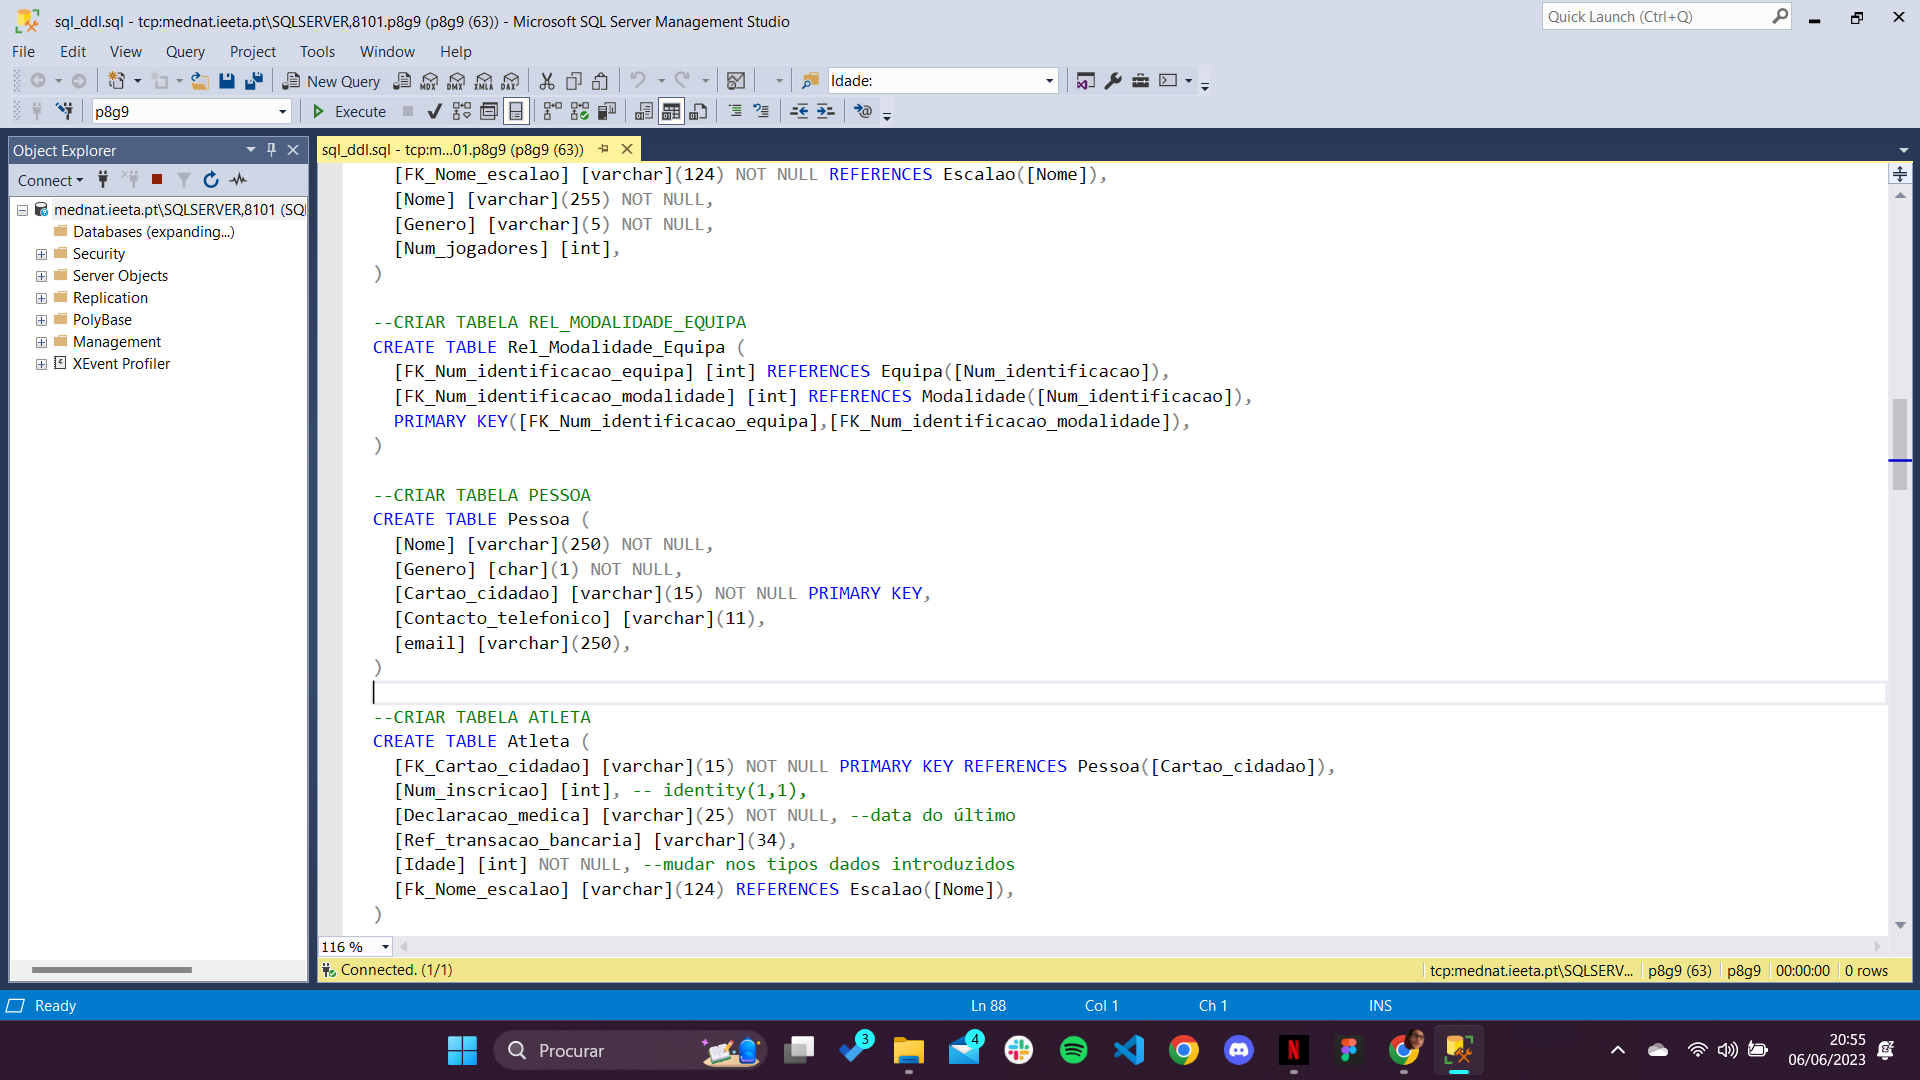 sql_ddl.sql - tcp:mednat.ieeta.pt\SQLSERVER,8101.p8g9 (p8g9 (63)) - Microsoft SQL Server Management Studio
Quick Launch (Ctrl+Q)
File Edit View Query Project Tools Window Help
New Query MDX DMX XMLA DAX Idade:
p8g9 Execute
Object Explorer
sql_ddl.sql - tcp:m...01.p8g9 (p8g9 (63))
Connect
mednat.ieeta.pt\SQLSERVER,8101 (SQ
Databases (expanding...)
Security
Server Objects
Replication
PolyBase
Management
XEvent Profiler
[FK_Nome_escalao] [varchar](124) NOT NULL REFERENCES Escalao([Nome]),
[Nome] [varchar](255) NOT NULL,
[Genero] [varchar](5) NOT NULL,
[Num_jogadores] [int],
)
--CRIAR TABELA REL_MODALIDADE_EQUIPA
CREATE TABLE Rel_Modalidade_Equipa (
[FK_Num_identificacao_equipa] [int] REFERENCES Equipa([Num_identificacao]),
[FK_Num_identificacao_modalidade] [int] REFERENCES Modalidade([Num_identificacao]),
PRIMARY KEY([FK_Num_identificacao_equipa],[FK_Num_identificacao_modalidade]),
)
--CRIAR TABELA PESSOA
CREATE TABLE Pessoa (
[Nome] [varchar](250) NOT NULL,
[Genero] [char](1) NOT NULL,
[Cartao_cidadao] [varchar](15) NOT NULL PRIMARY KEY,
[Contacto_telefonico] [varchar](11),
[email] [varchar](250),
)
--CRIAR TABELA ATLETA
CREATE TABLE Atleta (
[FK_Cartao_cidadao] [varchar](15) NOT NULL PRIMARY KEY REFERENCES Pessoa([Cartao_cidadao]),
[Num_inscricao] [int], -- identity(1,1),
[Declaracao_medica] [varchar](25) NOT NULL, --data do último
[Ref_transacao_bancaria] [varchar](34),
[Idade] [int] NOT NULL, --mudar nos tipos dados introduzidos
[Fk_Nome_escalao] [varchar](124) REFERENCES Escalao([Nome]),
)
116 %
Connected. (1/1) tcp:mednat.ieeta.pt\SQLSERV... p8g9 (63) p8g9 00:00:00 0 rows
Ready Ln 88 Col 1 Ch 1 INS
Procurar 3 4 N 20:55
06/06/2023